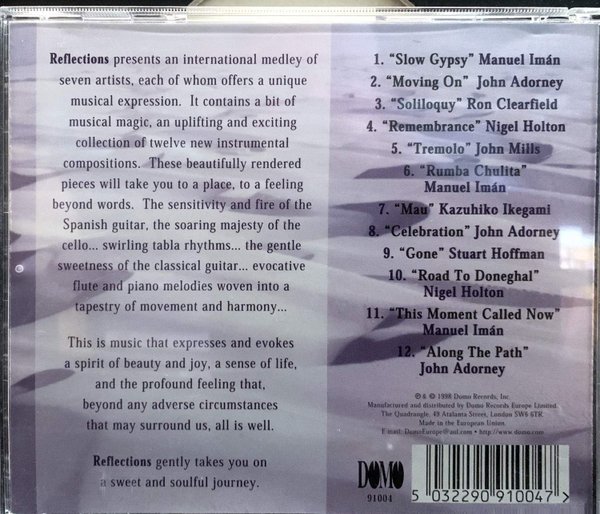 Reflections presents an international medley of
seven artists, each of whom offers a unique
musical expression. It contains a bit of
musical magic, an uplifting and exciting
collection of twelve new instrumental
compositions. These beautifully rendered
pieces will take you to a place, to a feeling
beyond words. The sensitivity and fire of the
Spanish guitar, the soaring majesty of the
cello... swirling tabla rhythms... the gentle
sweetness of the classical guitar... evocative
flute and piano melodies woven into a
tapestry of movement and harmony...
This is music that expresses and evokes
a spirit of beauty and joy, a sense of life,
and the profound feeling that,
beyond any adverse circumstances
that may surround us, all is well.
Reflections gently takes you on
a sweet and soulful journey.
1. "Slow Gypsy" Manuel Imán
2. "Moving On" John Adorney
3. "Soliloquy" Ron Clearfield
4. "Remembrance" Nigel Holton
5. "Tremolo" John Mills
6. "Rumba Chulita"
Manuel Imán
7. "Mau" Kazuhiko Ikegami
8. "Celebration" John Adorney
9. "Gone" Stuart Hoffman
10. "Road To Doneghal"
Nigel Holton
11. "This Moment Called Now"
Manuel Imán
12. "Along The Path"
John Adorney
℗ & © 1998 Domo Records, Inc.
Manufactured and distributed by Domo Records Europe Limited.
The Quadrangle, 49 Atalanta Street, London SW6 6TR
Made in the European Union
E mail: DomoEurope@aol.com • http://www.domo.com
DOMO
91004
5 032290 910047 >